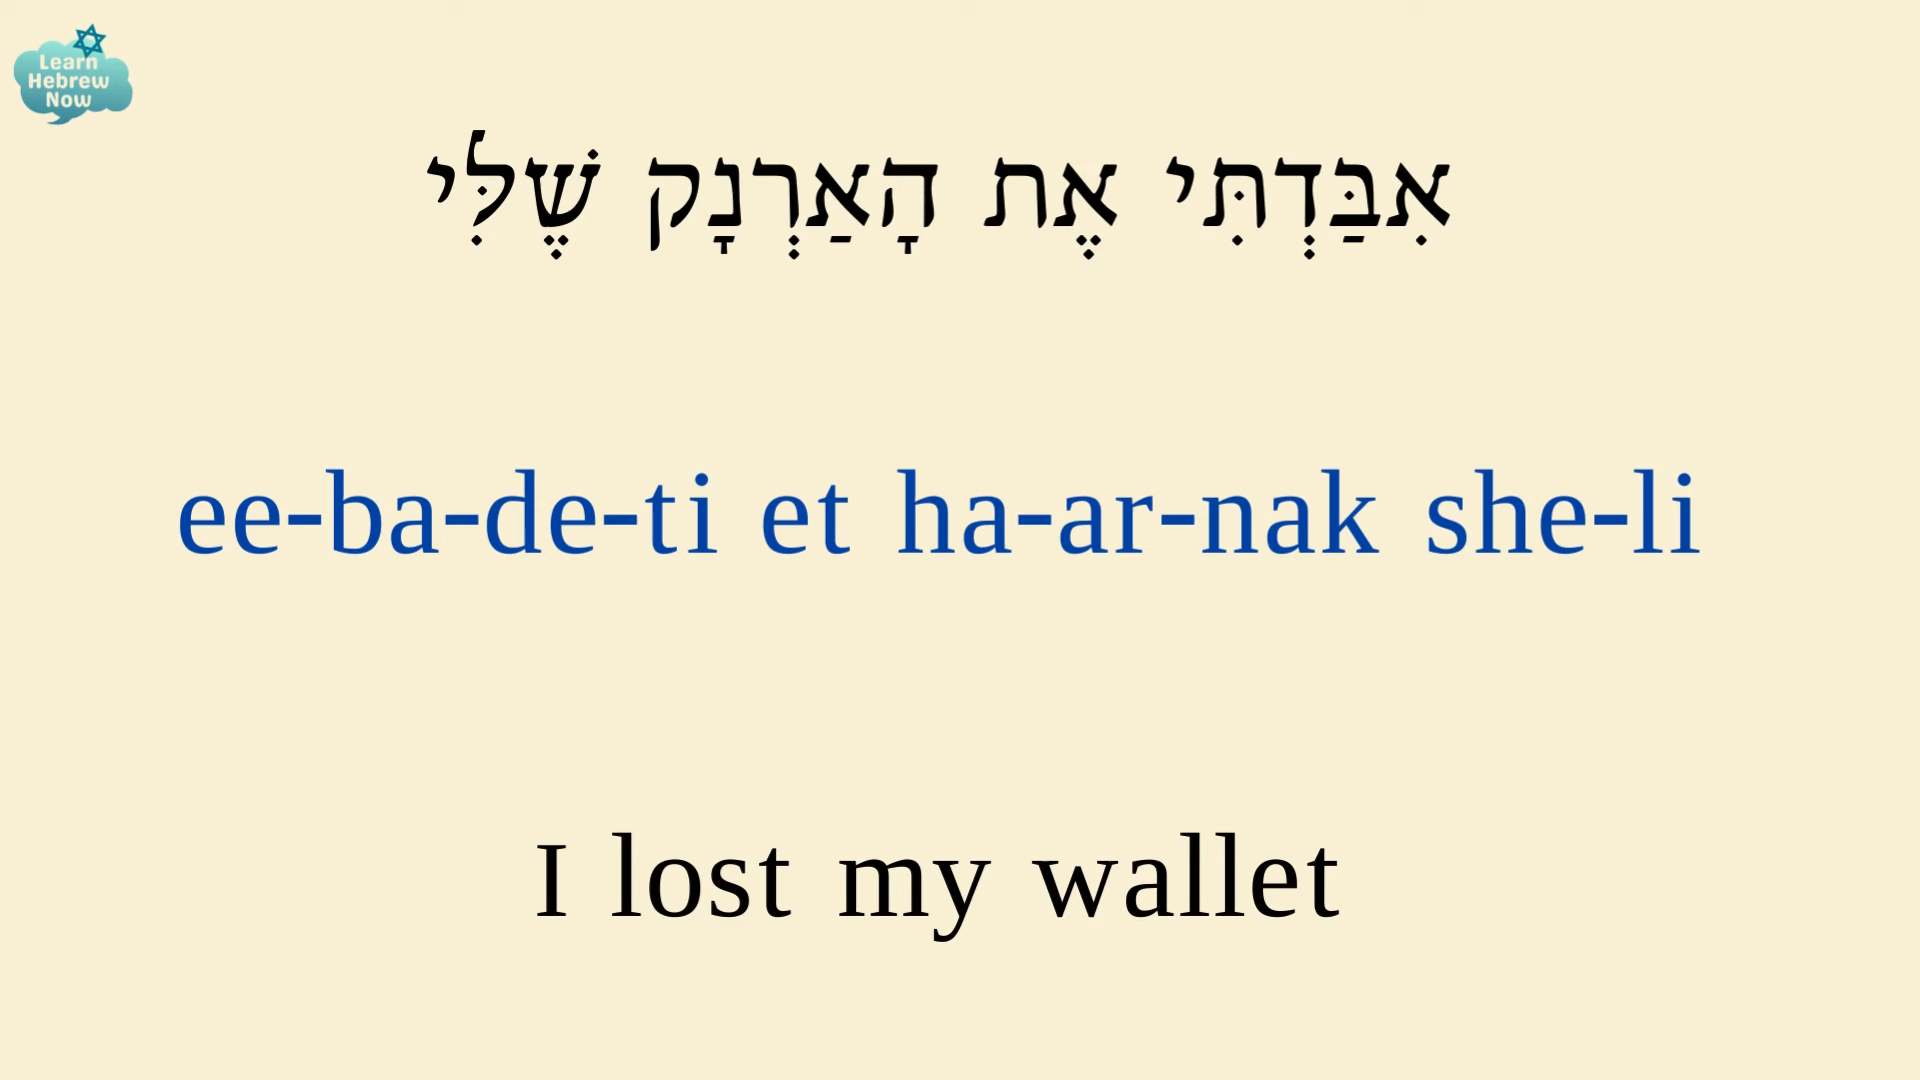 Learn
Hebrew
Now
אִבַּדְתִּי אֶת הָאַרְנָק שֶׁלִּי
ee-ba-de-ti et ha-ar-nak she-li
I lost my wallet